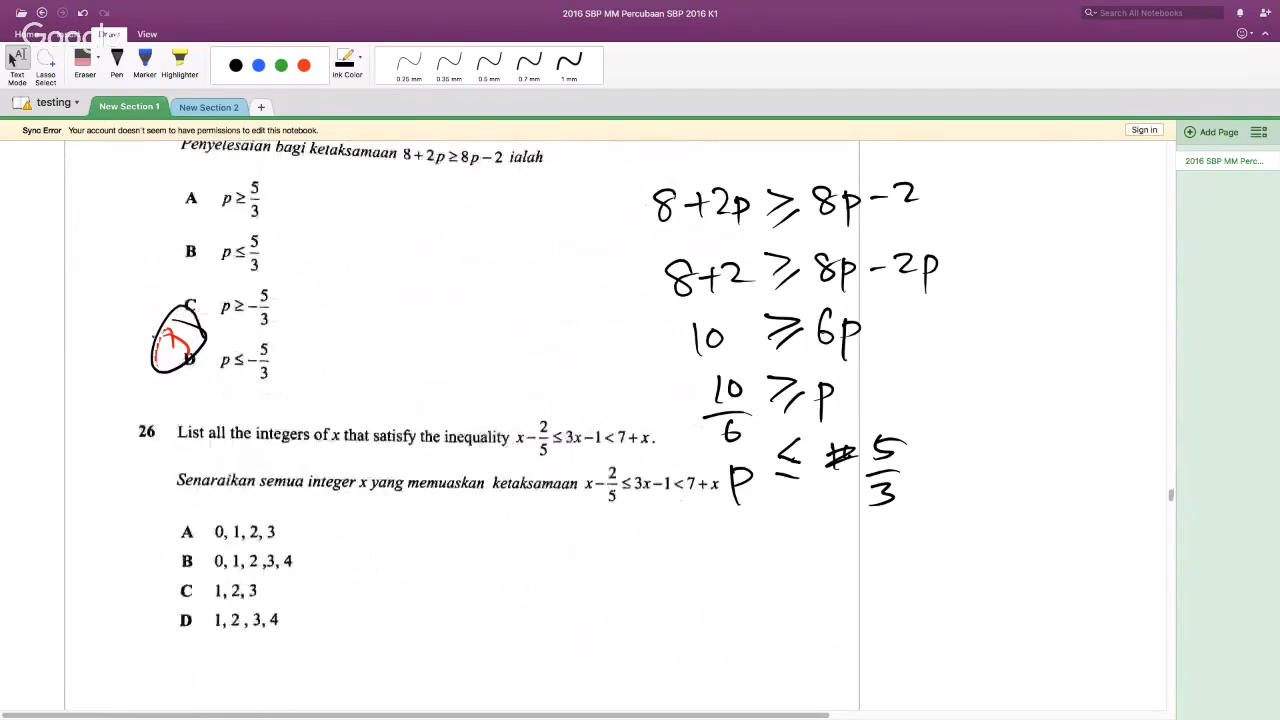 2016 SBP MM Percubaan SBP 2016 K1
Search All Notebooks
Google
Home Insert Draw View
Text Mode
Lasso Select
Eraser
Pen
Marker
Highlighter
Ink Color
0.25 mm
0.35 mm
0.5 mm
0.7 mm
1 mm
testing
New Section 1
New Section 2
+
Sync Error Your account doesn't seem to have permissions to edit this notebook.
Sign in
Add Page
2016 SBP MM Perc...
Penyelesaian bagi ketaksamaan 8 + 2p ≥ 8p − 2 ialah
A p ≥ 5/3
B p ≤ 5/3
C p ≥ −5/3
D p ≤ −5/3
8+2p ≥ 8p − 2
8+2 ≥ 8p − 2p
10 ≥ 6p
10/6 ≥ p
p ≤ 5/3
26 List all the integers of x that satisfy the inequality x − 2/5 ≤ 3x − 1 < 7 + x.
Senaraikan semua integer x yang memuaskan ketaksamaan x − 2/5 ≤ 3x − 1 < 7 + x
A 0, 1, 2, 3
B 0, 1, 2 ,3, 4
C 1, 2, 3
D 1, 2 , 3, 4